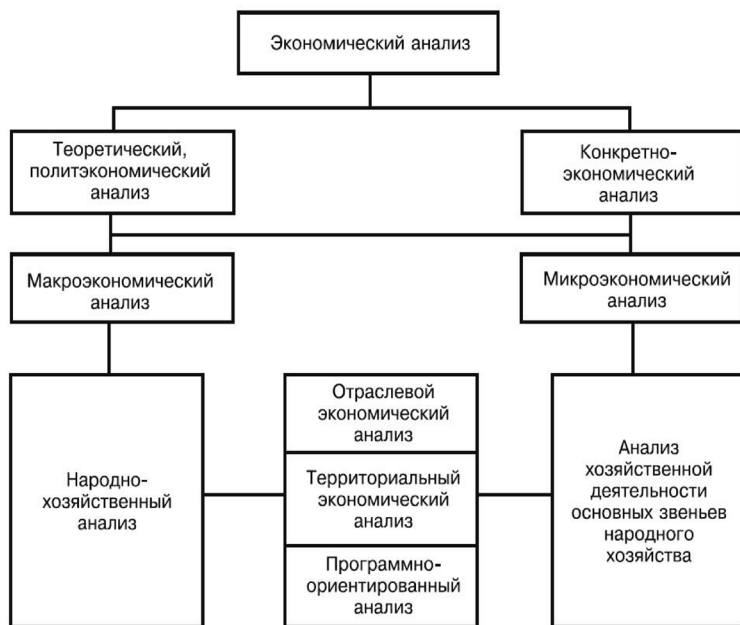 Экономический анализ
Теоретический,
политэкономический
анализ
Конкретно-
экономический
анализ
Макроэкономический
анализ
Микроэкономический
анализ
Народно-
хозяйственный
анализ
Отраслевой
экономический
анализ
Территориальный
экономический
анализ
Программно-
ориентированный
анализ
Анализ
хозяйственной
деятельности
основных звеньев
народного
хозяйства